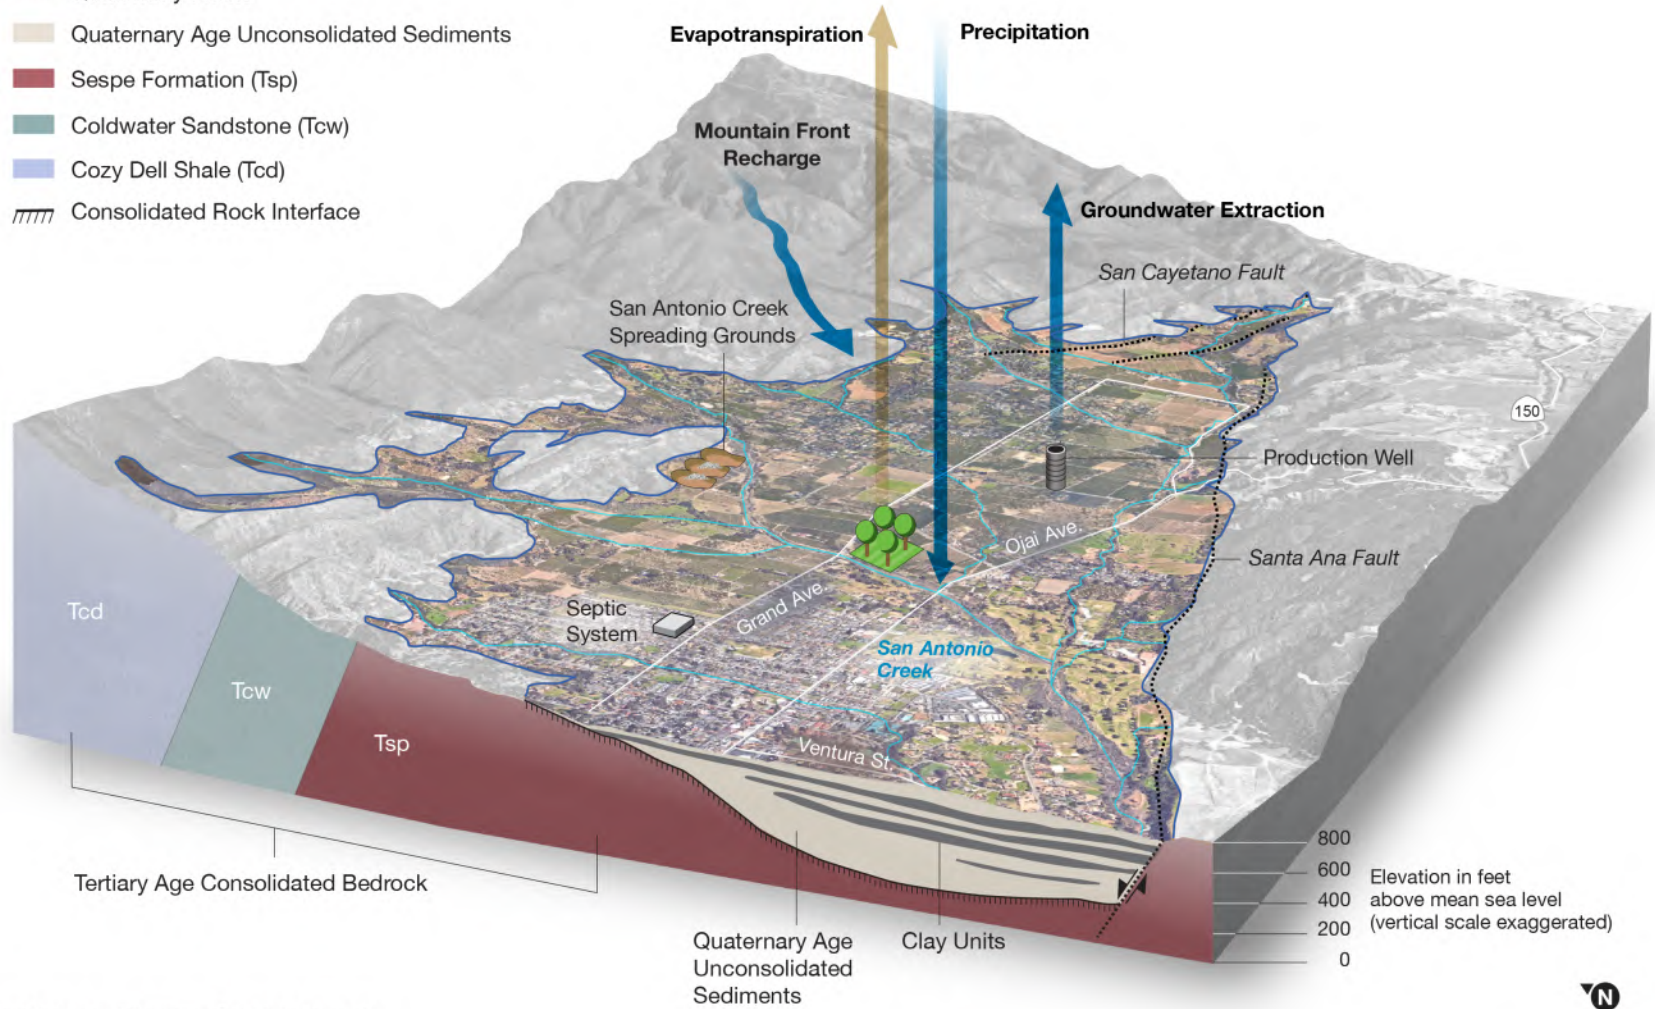 Quaternary Age Unconsolidated Sediments
Sespe Formation (Tsp)
Coldwater Sandstone (Tcw)
Cozy Dell Shale (Tcd)
Consolidated Rock Interface
Evapotranspiration
Precipitation
Mountain Front
Recharge
Groundwater Extraction
San Cayetano Fault
San Antonio Creek
Spreading Grounds
150
Production Well
Ojai Ave.
Santa Ana Fault
Septic
System
Grand Ave.
San Antonio
Creek
Tcd
Tcw
Tsp
Ventura St.
Tertiary Age Consolidated Bedrock
Quaternary Age
Unconsolidated
Sediments
Clay Units
800
600
400
200
0
Elevation in feet
above mean sea level
(vertical scale exaggerated)
N